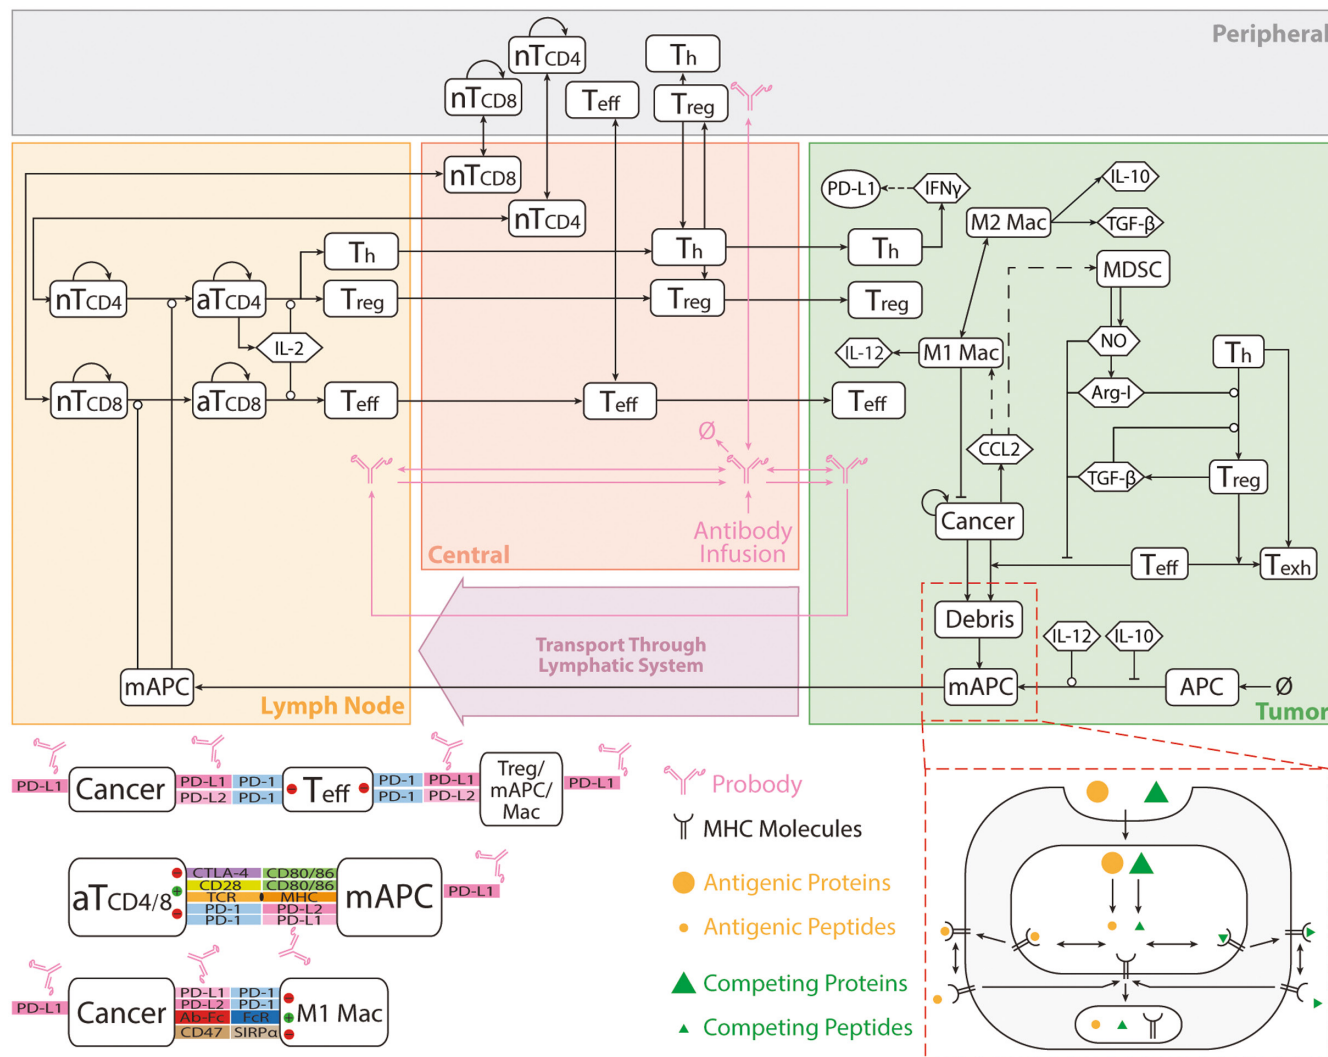 Peripheral
nTCD4
Th
nTCD8
Teff
Treg
nTCD8
nTCD4
Th
Th
Treg
Treg
nTCD4
aTCD4
IL-2
nTCD8
aTCD8
Teff
Teff
mAPC
Lymph Node
Ø
Antibody
Infusion
Central
Transport Through
Lymphatic System
PD-L1
IFNγ
IL-10
M2 Mac
TGF-β
Th
MDSC
Treg
NO
IL-12
M1 Mac
Th
Teff
Arg-I
CCL2
TGF-β
Treg
Cancer
Teff
Texh
Debris
IL-12
IL-10
mAPC
APC
Ø
Tumor
PD-L1
Cancer
PD-L1
PD-1
PD-L2
PD-1
Teff
PD-1
PD-L1
PD-1
PD-L2
Treg/
mAPC/
Mac
PD-L1
aTCD4/8
CTLA-4
CD80/86
CD28
CD80/86
TCR
MHC
PD-1
PD-L2
PD-1
PD-L1
mAPC
PD-L1
PD-L1
Cancer
PD-L1
PD-1
PD-L2
PD-1
Ab-Fc
FcR
CD47
SIRPα
M1 Mac
Probody
MHC Molecules
Antigenic Proteins
Antigenic Peptides
Competing Proteins
Competing Peptides